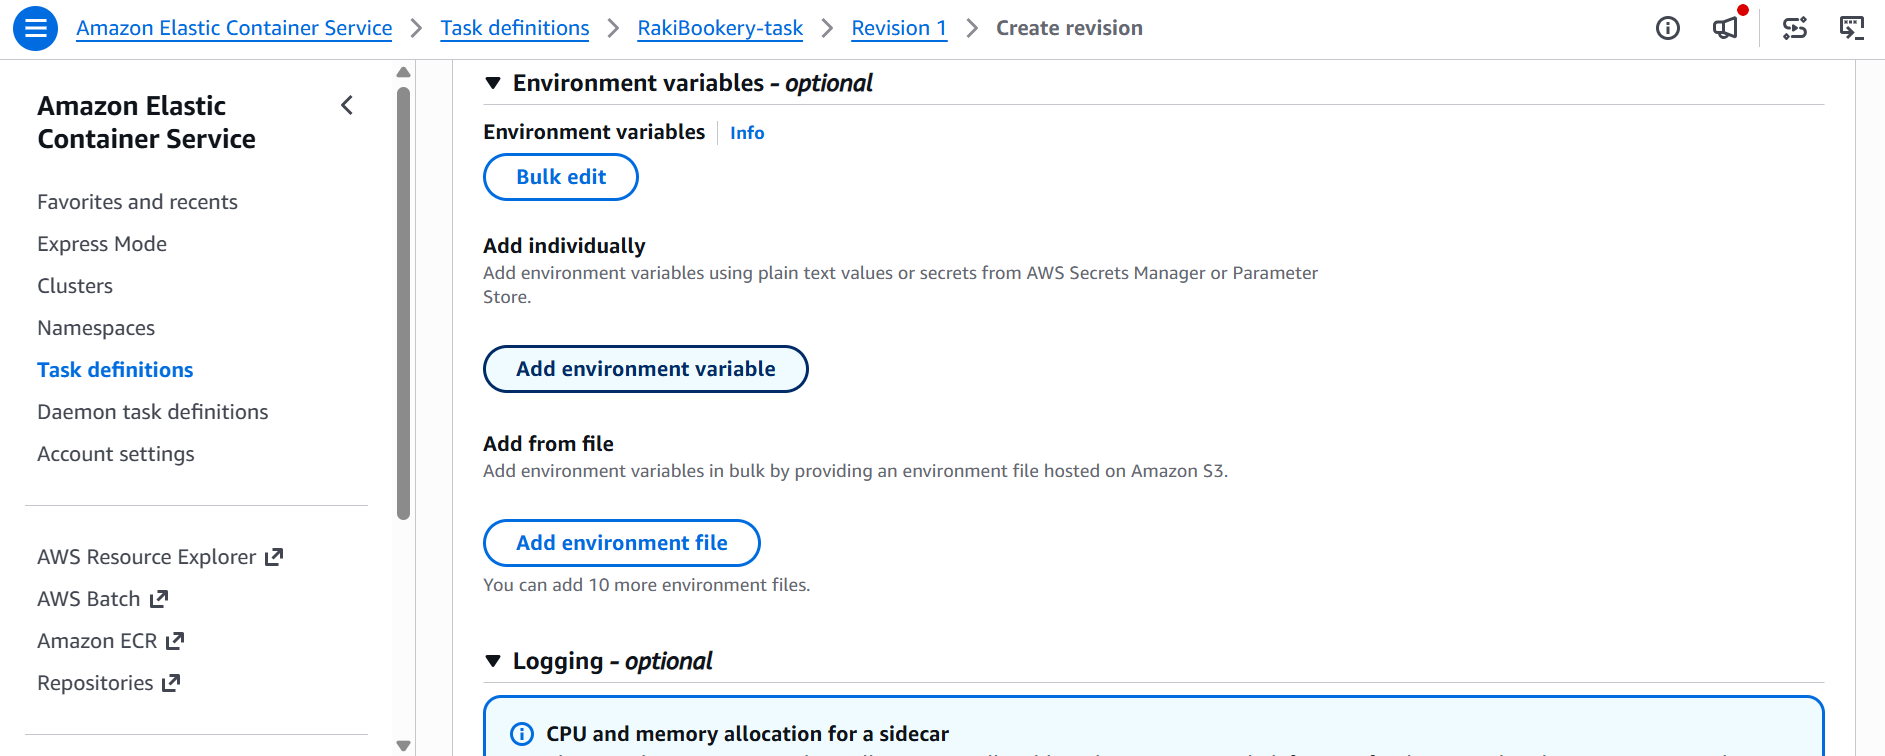 Amazon Elastic Container Service > Task definitions > RakiBookery-task > Revision 1 > Create revision
Amazon Elastic
Container Service
Favorites and recents
Express Mode
Clusters
Namespaces
Task definitions
Daemon task definitions
Account settings
AWS Resource Explorer
AWS Batch
Amazon ECR
Repositories
Environment variables - optional
Environment variables | Info
Bulk edit
Add individually
Add environment variables using plain text values or secrets from AWS Secrets Manager or Parameter
Store.
Add environment variable
Add from file
Add environment variables in bulk by providing an environment file hosted on Amazon S3.
Add environment file
You can add 10 more environment files.
Logging - optional
CPU and memory allocation for a sidecar